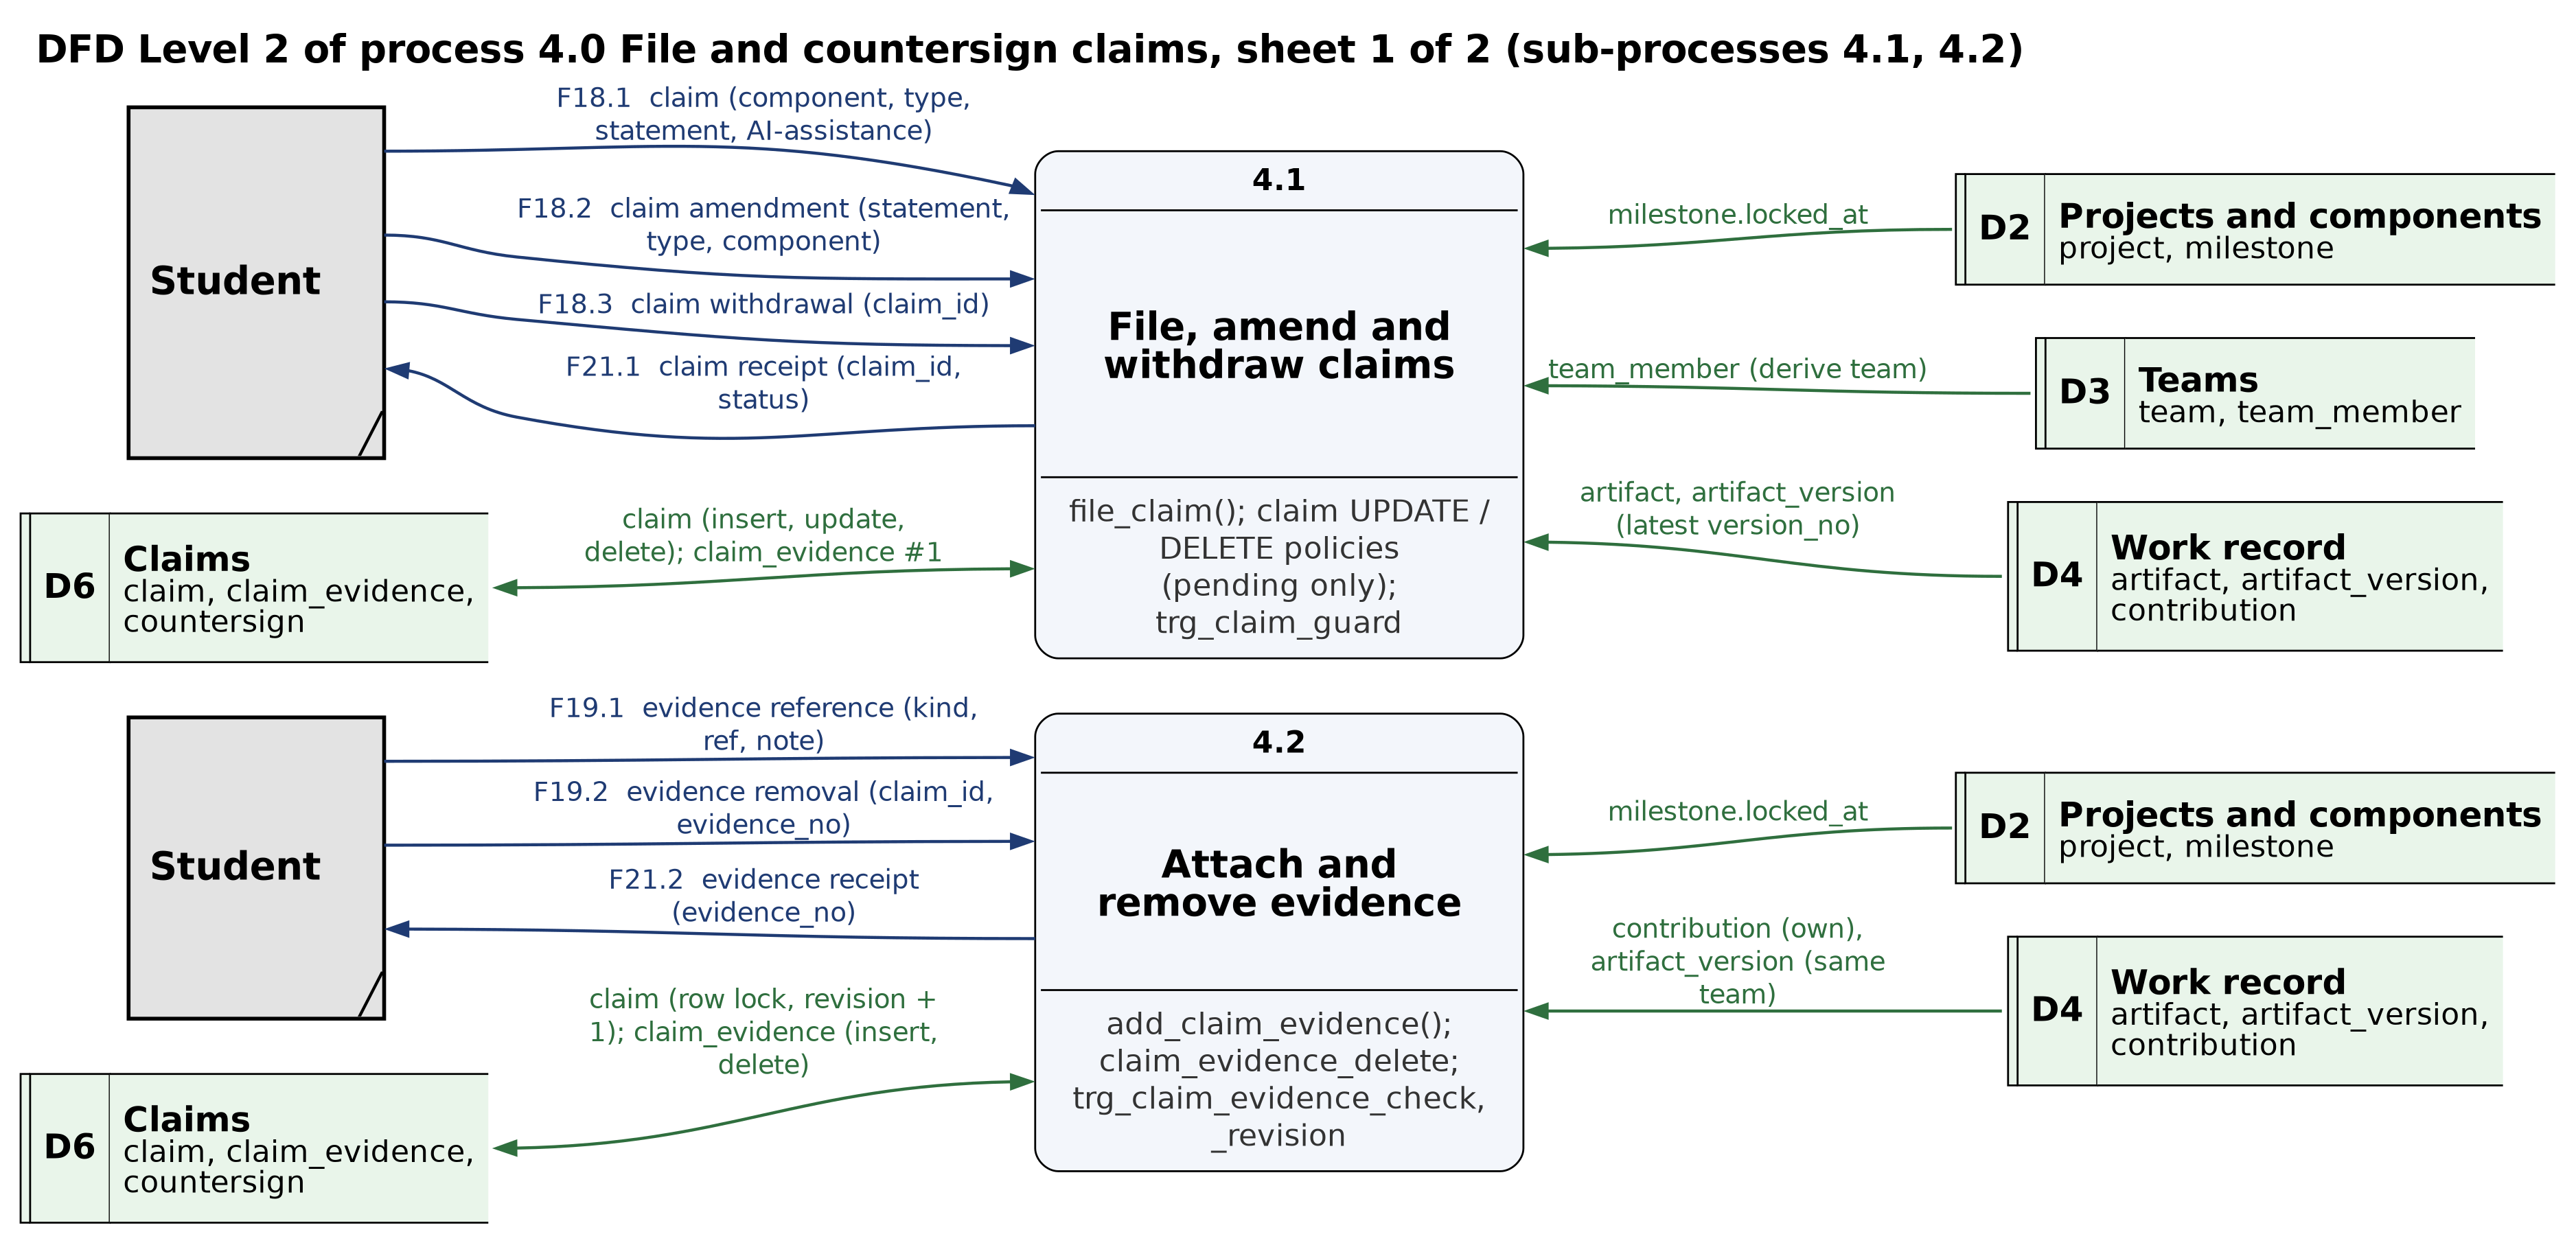 DFD Level 2 of process 4.0 File and countersign claims, sheet 1 of 2 (sub-processes 4.1, 4.2)
Student
F18.1 claim (component, type,
statement, AI-assistance)
F18.2 claim amendment (statement,
type, component)
F18.3 claim withdrawal (claim_id)
F21.1 claim receipt (claim_id,
status)
D6
Claims
claim, claim_evidence,
countersign
claim (insert, update,
delete); claim_evidence #1
4.1
File, amend and
withdraw claims
file_claim(); claim UPDATE /
DELETE policies
(pending only);
trg_claim_guard
milestone.locked_at
D2
Projects and components
project, milestone
team_member (derive team)
D3
Teams
team, team_member
artifact, artifact_version
(latest version_no)
D4
Work record
artifact, artifact_version,
contribution
Student
F19.1 evidence reference (kind,
ref, note)
F19.2 evidence removal (claim_id,
evidence_no)
F21.2 evidence receipt
(evidence_no)
D6
Claims
claim, claim_evidence,
countersign
claim (row lock, revision +
1); claim_evidence (insert,
delete)
4.2
Attach and
remove evidence
add_claim_evidence();
claim_evidence_delete;
trg_claim_evidence_check,
_revision
milestone.locked_at
D2
Projects and components
project, milestone
contribution (own),
artifact_version (same
team)
D4
Work record
artifact, artifact_version,
contribution